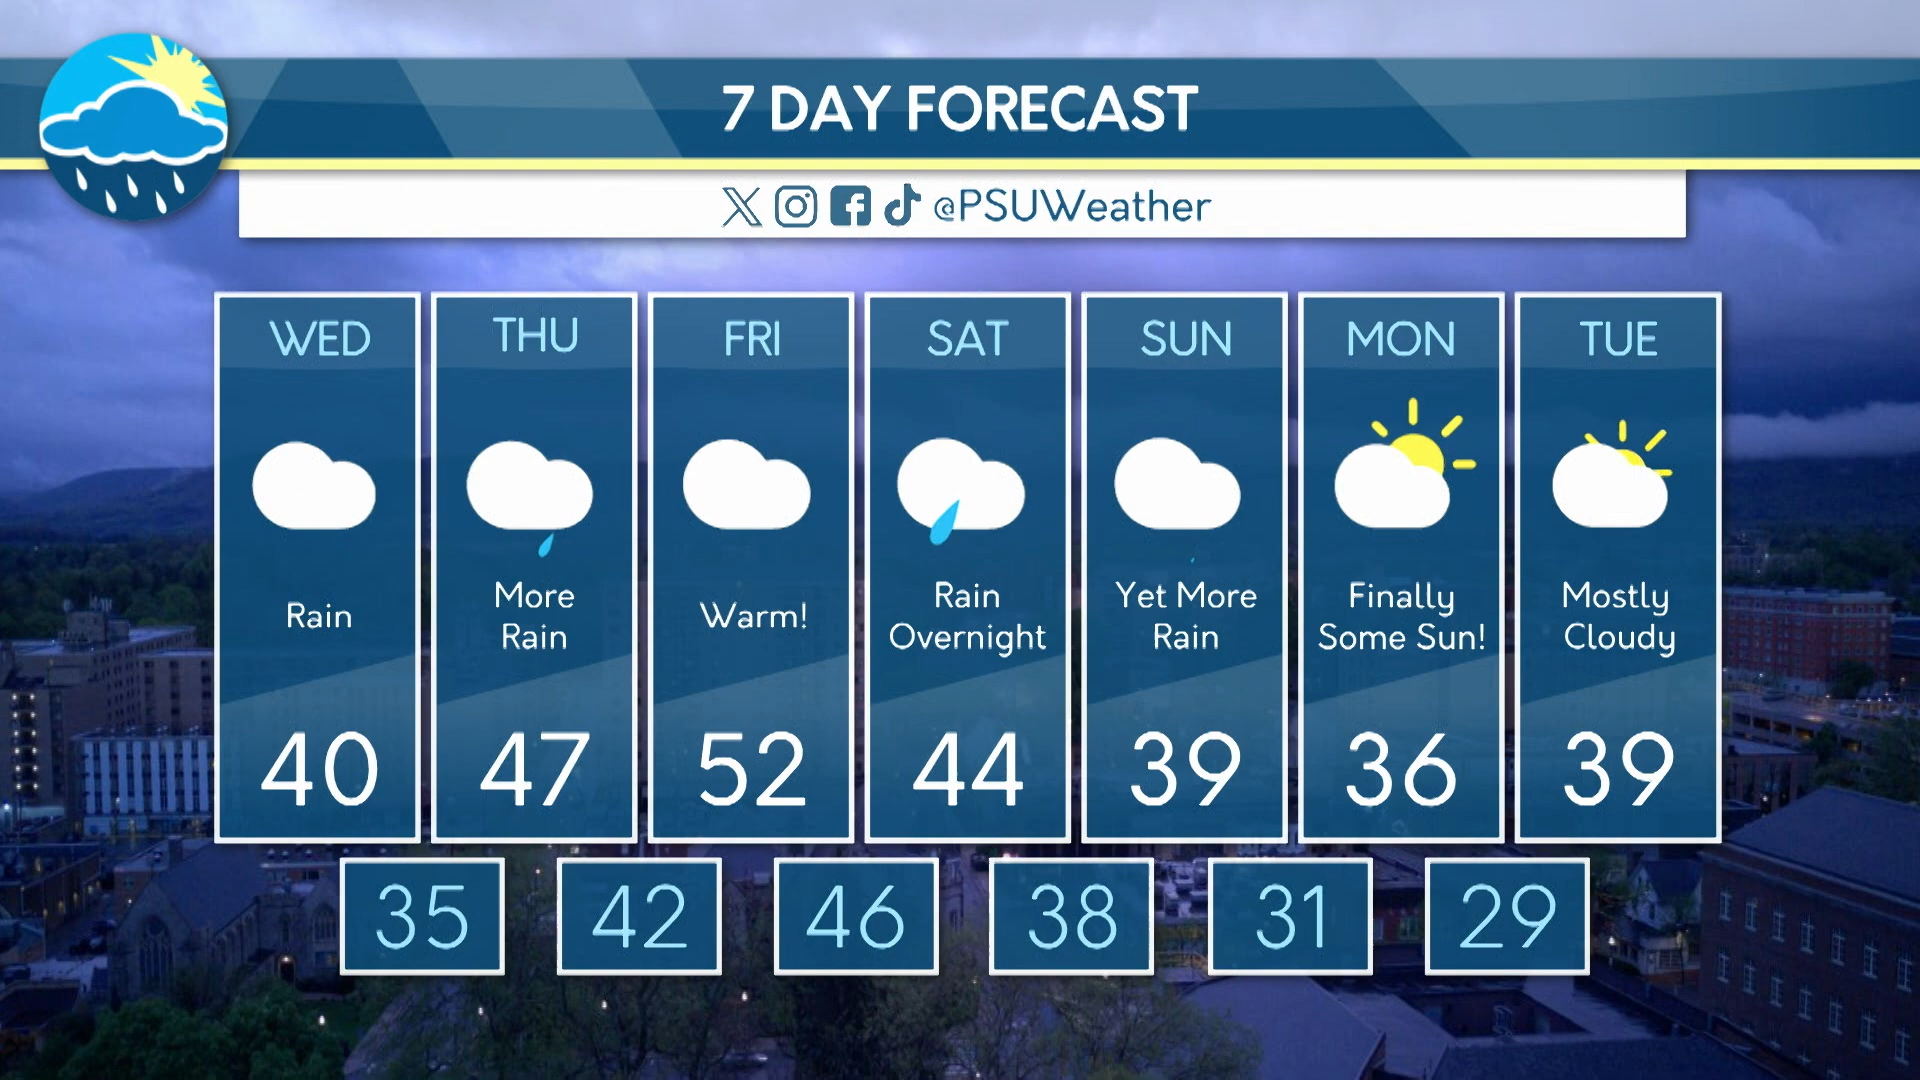 7 DAY FORECAST
@PSUWeather
WED
THU
FRI
SAT
SUN
MON
TUE
Rain
More
Rain
Warm!
Rain
Overnight
Yet More
Rain
Finally
Some Sun!
Mostly
Cloudy
40
47
52
44
39
36
39
35
42
46
38
31
29